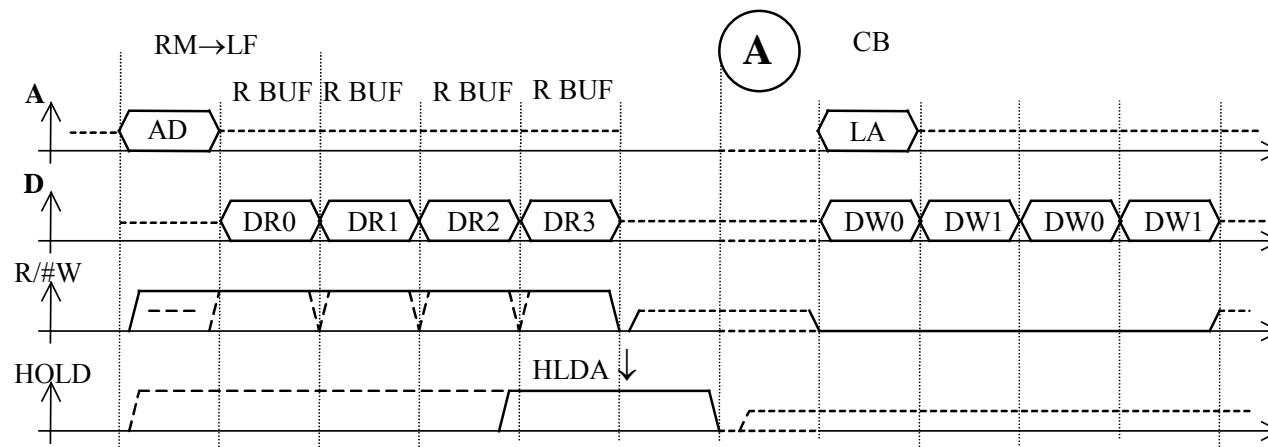 RM→LF
A
CB
R BUF R BUF R BUF R BUF
A
AD
LA
D
DR0 DR1 DR2 DR3 DW0 DW1 DW0 DW1
R/#W
HOLD
HLDA ↓